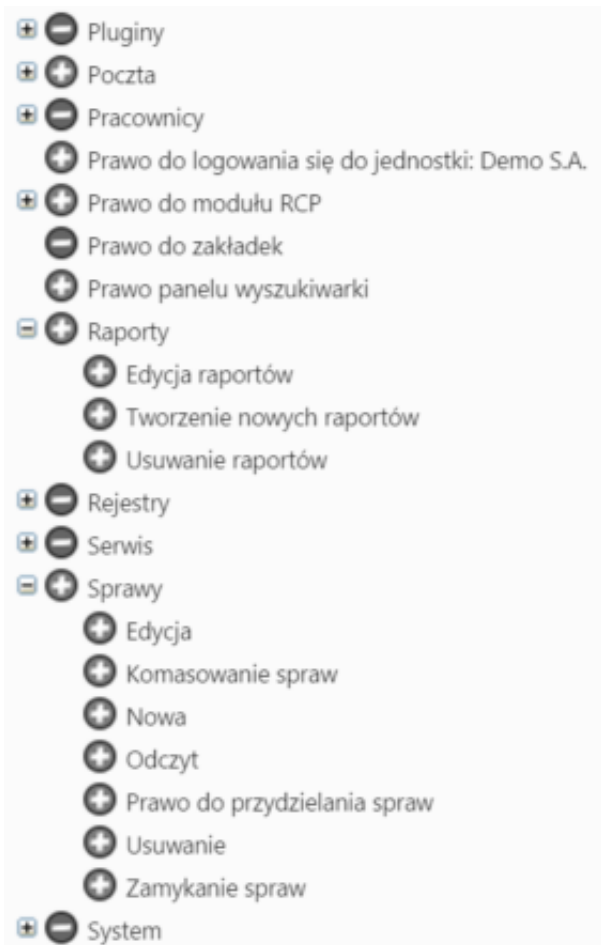 Pluginy
Poczta
Pracownicy
Prawo do logowania się do jednostki: Demo S.A.
Prawo do modułu RCP
Prawo do zakładek
Prawo panelu wyszukiwarki
Raporty
Edycja raportów
Tworzenie nowych raportów
Usuwanie raportów
Rejestry
Serwis
Sprawy
Edycja
Komasowanie spraw
Nowa
Odczyt
Prawo do przydzielania spraw
Usuwanie
Zamykanie spraw
System